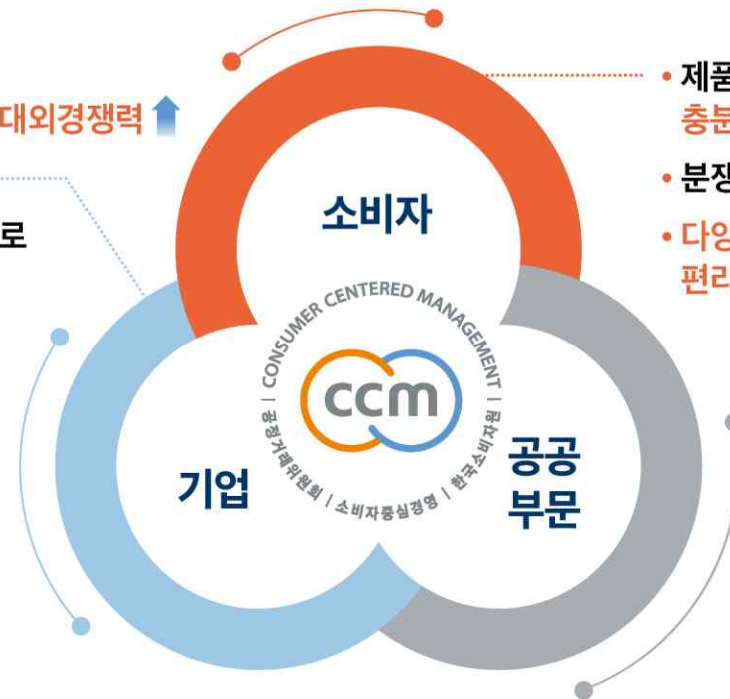 대외경쟁력
로
제품
충분
분쟁
다양
편리
소비자
CONSUMER CENTERED MANAGEMENT
ccm
공정거래위원회 | 소비자중심경영 | 한국소비자원
기업
공공
부문